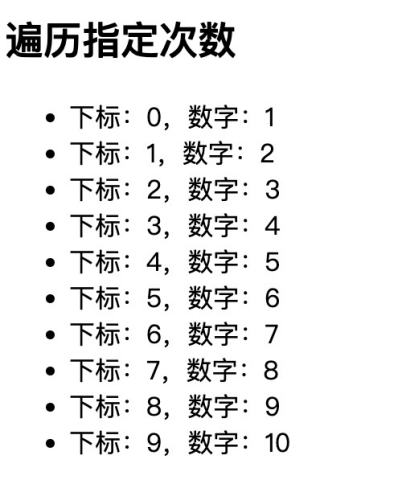 遍历指定次数
• 下标：0，数字：1
• 下标：1，数字：2
• 下标：2，数字：3
• 下标：3，数字：4
• 下标：4，数字：5
• 下标：5，数字：6
• 下标：6，数字：7
• 下标：7，数字：8
• 下标：8，数字：9
• 下标：9，数字：10